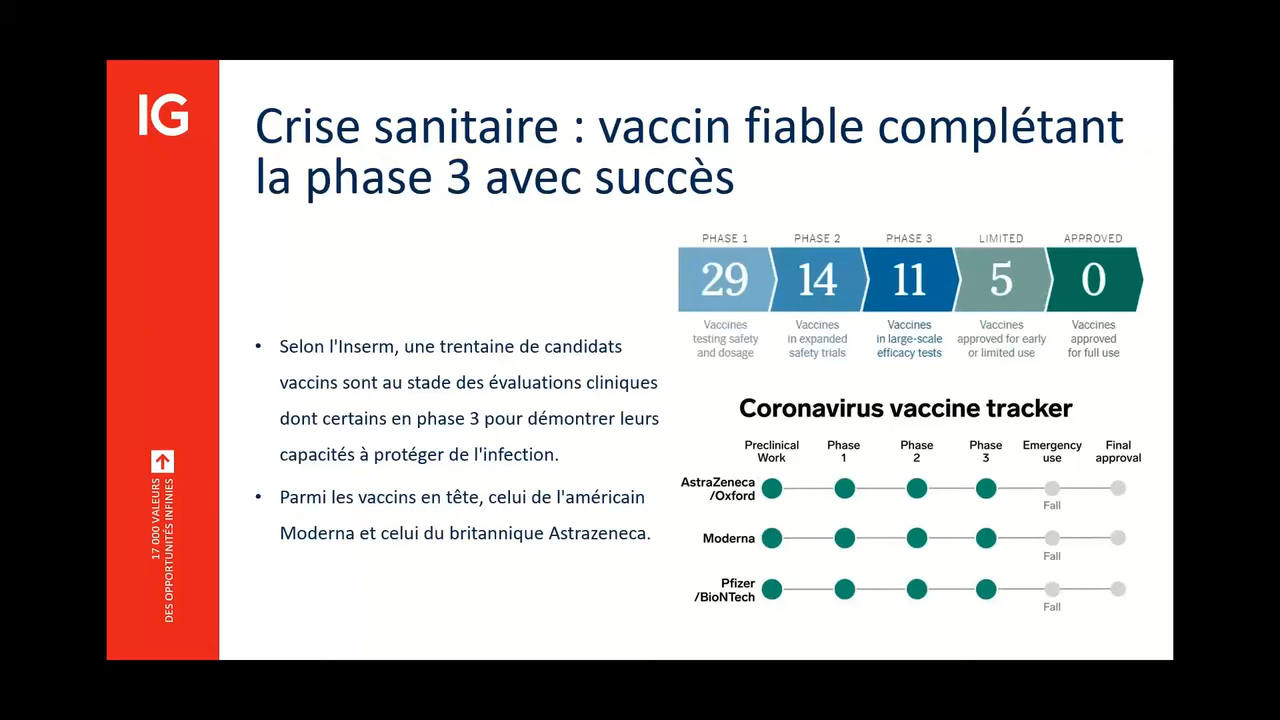 IG
Crise sanitaire : vaccin fiable complétant
la phase 3 avec succès
PHASE 1 PHASE 2 PHASE 3 LIMITED APPROVED
29 14 11 5 0
Vaccines Vaccines Vaccines Vaccines Vaccines
testing safety in expanded in large-scale approved for early approved
and dosage safety trials efficacy tests or limited use for full use
• Selon l'Inserm, une trentaine de candidats
vaccins sont au stade des évaluations cliniques
dont certains en phase 3 pour démontrer leurs
capacités à protéger de l'infection.
• Parmi les vaccins en tête, celui de l'américain
Moderna et celui du britannique Astrazeneca.
Coronavirus vaccine tracker
Preclinical Phase Phase Phase Emergency Final
Work 1 2 3 use approval
AstraZeneca
/Oxford
Fall
Moderna
Fall
Pfizer
/BioNTech
Fall
17 000 VALEURS
DES OPPORTUNITÉS INFINIES